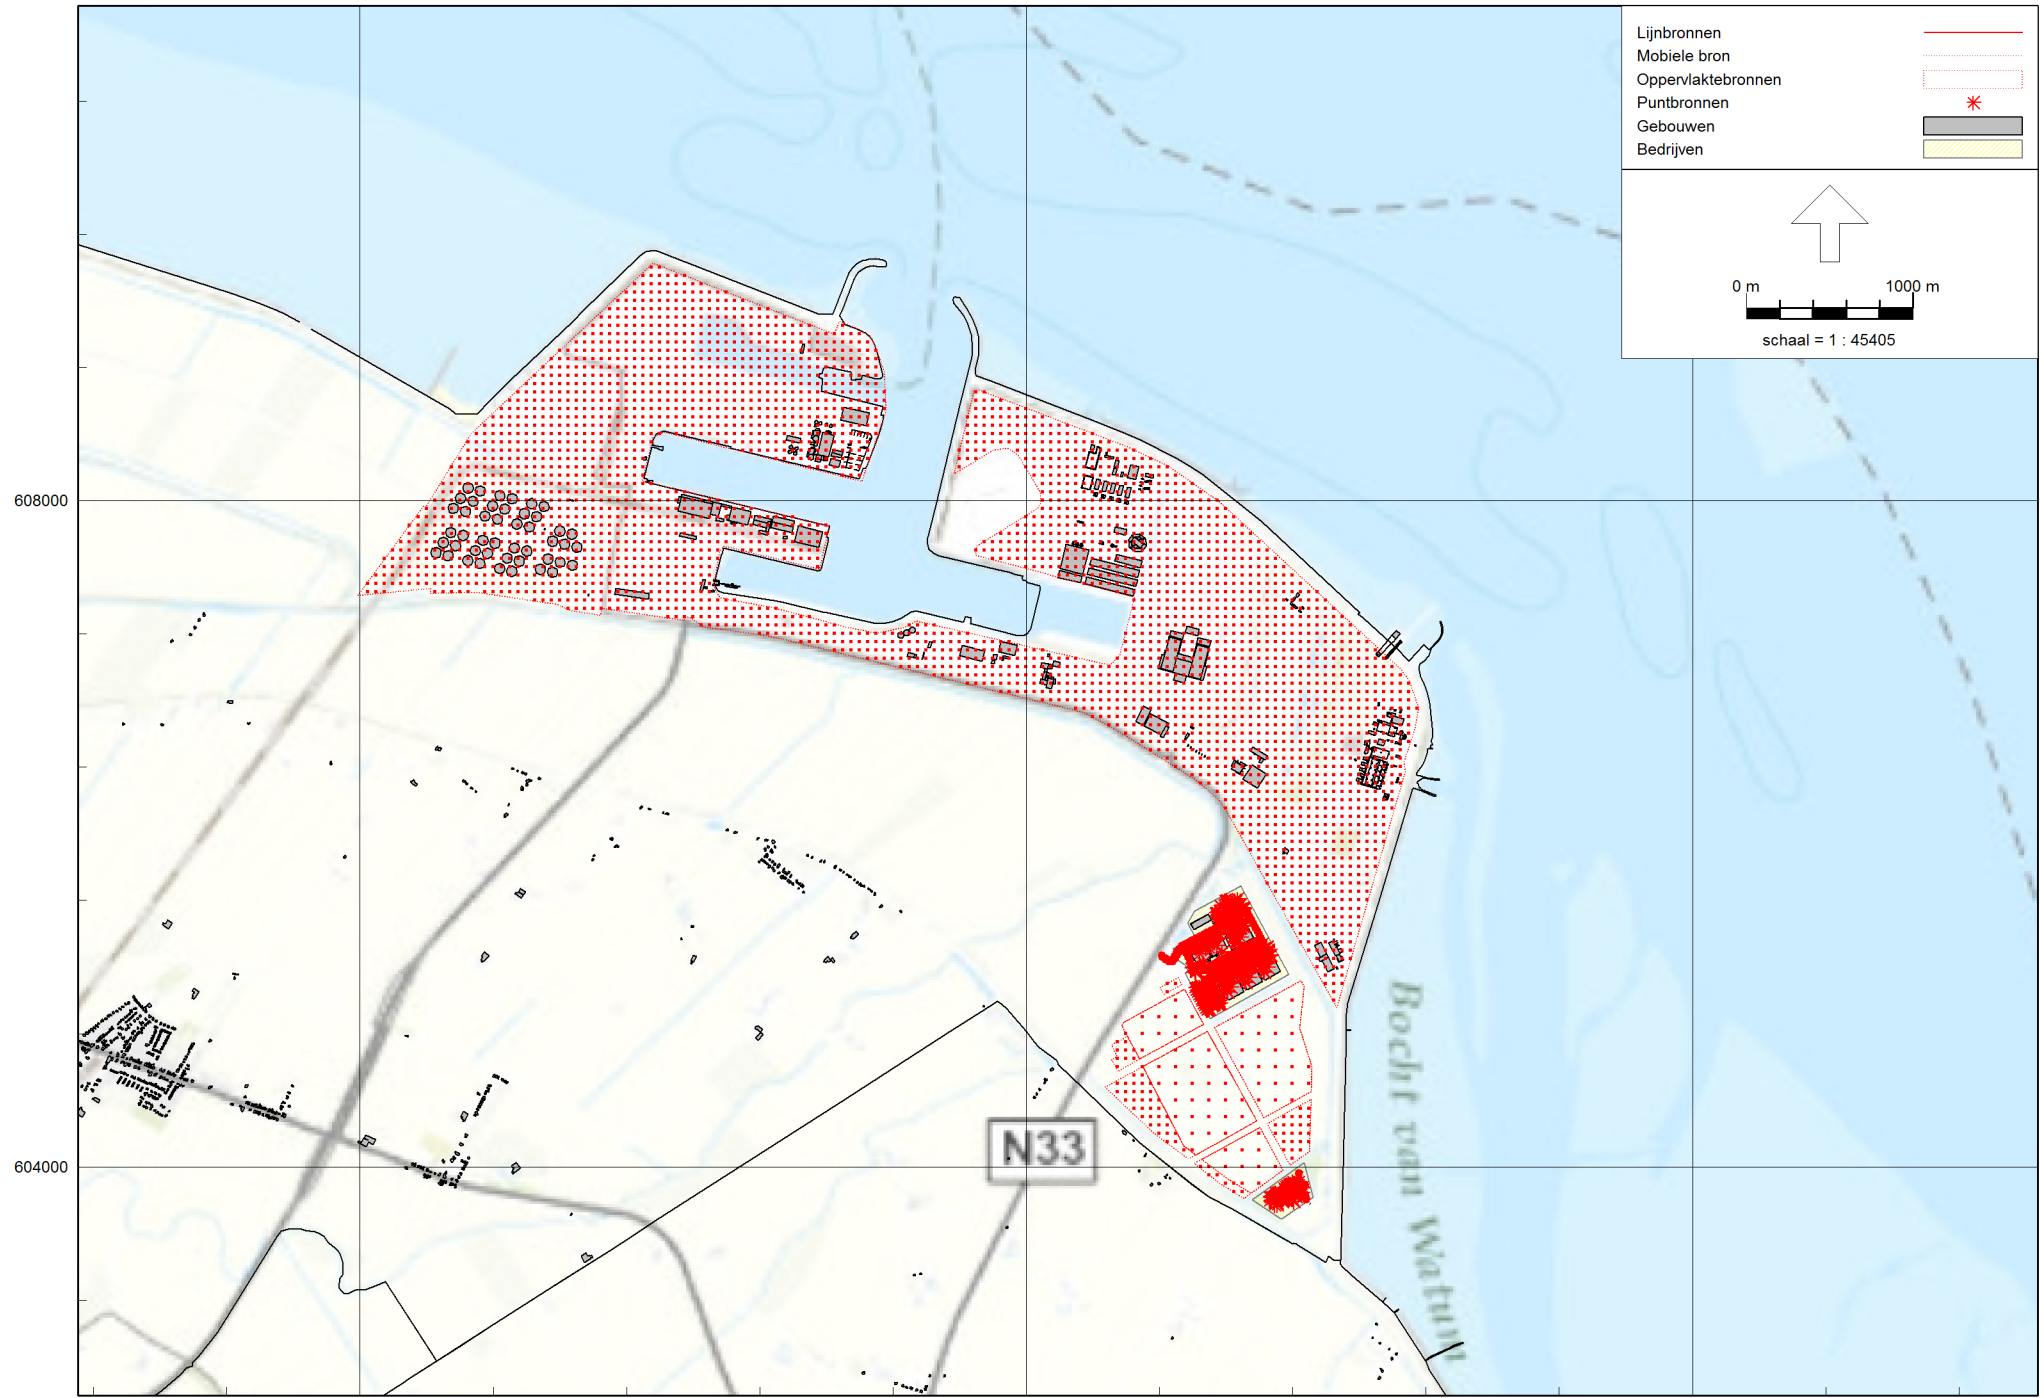 Lijnbronnen
Mobiele bron
Oppervlaktebronnen
Puntbronnen
Gebouwen
Bedrijven
0 m 1000 m
schaal = 1 : 45405
608000
604000
N33
Bocht van Watum